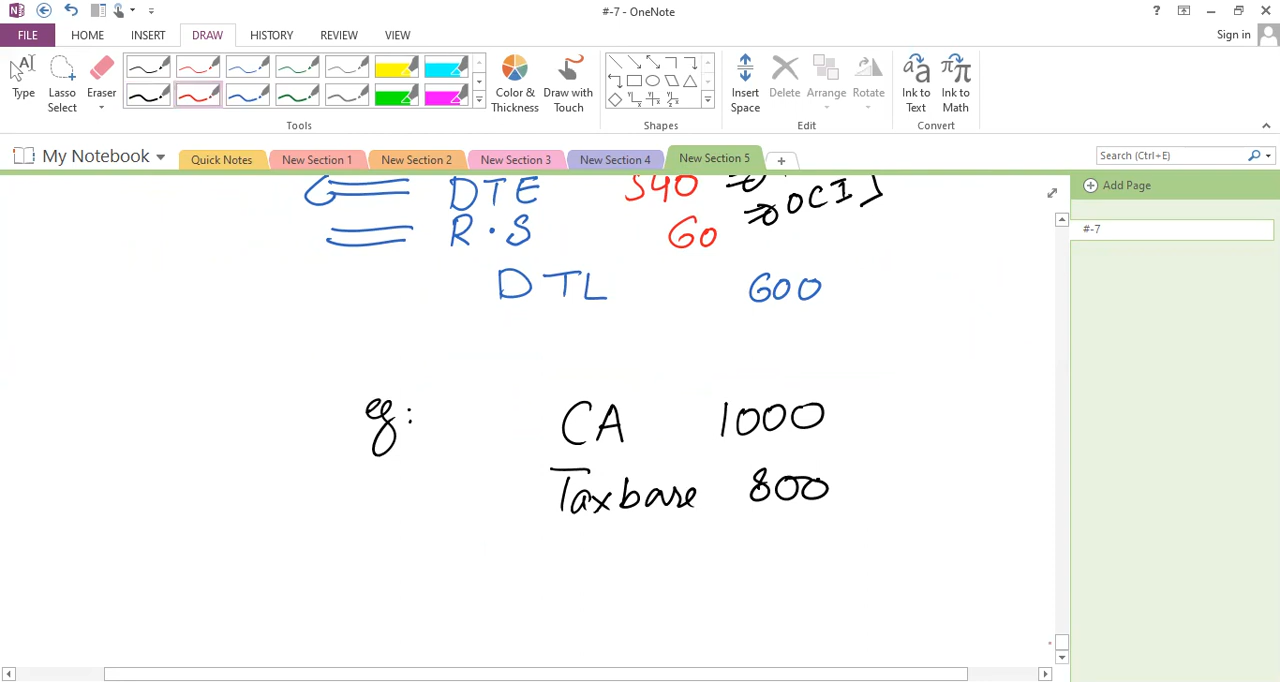 #-7 - OneNote
? 
Sign in
FILE HOME INSERT DRAW HISTORY REVIEW VIEW
Type
Lasso Select
Eraser
Color & Thickness
Draw with Touch
Insert Space
Delete
Arrange
Rotate
Ink to Text
Ink to Math
Tools Shapes Edit Convert
My Notebook Quick Notes New Section 1 New Section 2 New Section 3 New Section 4 New Section 5
Search (Ctrl+E)
Add Page
#-7
DTE 540
OCI
R.S 60
DTL 600
eg: CA 1000
Taxbase 800